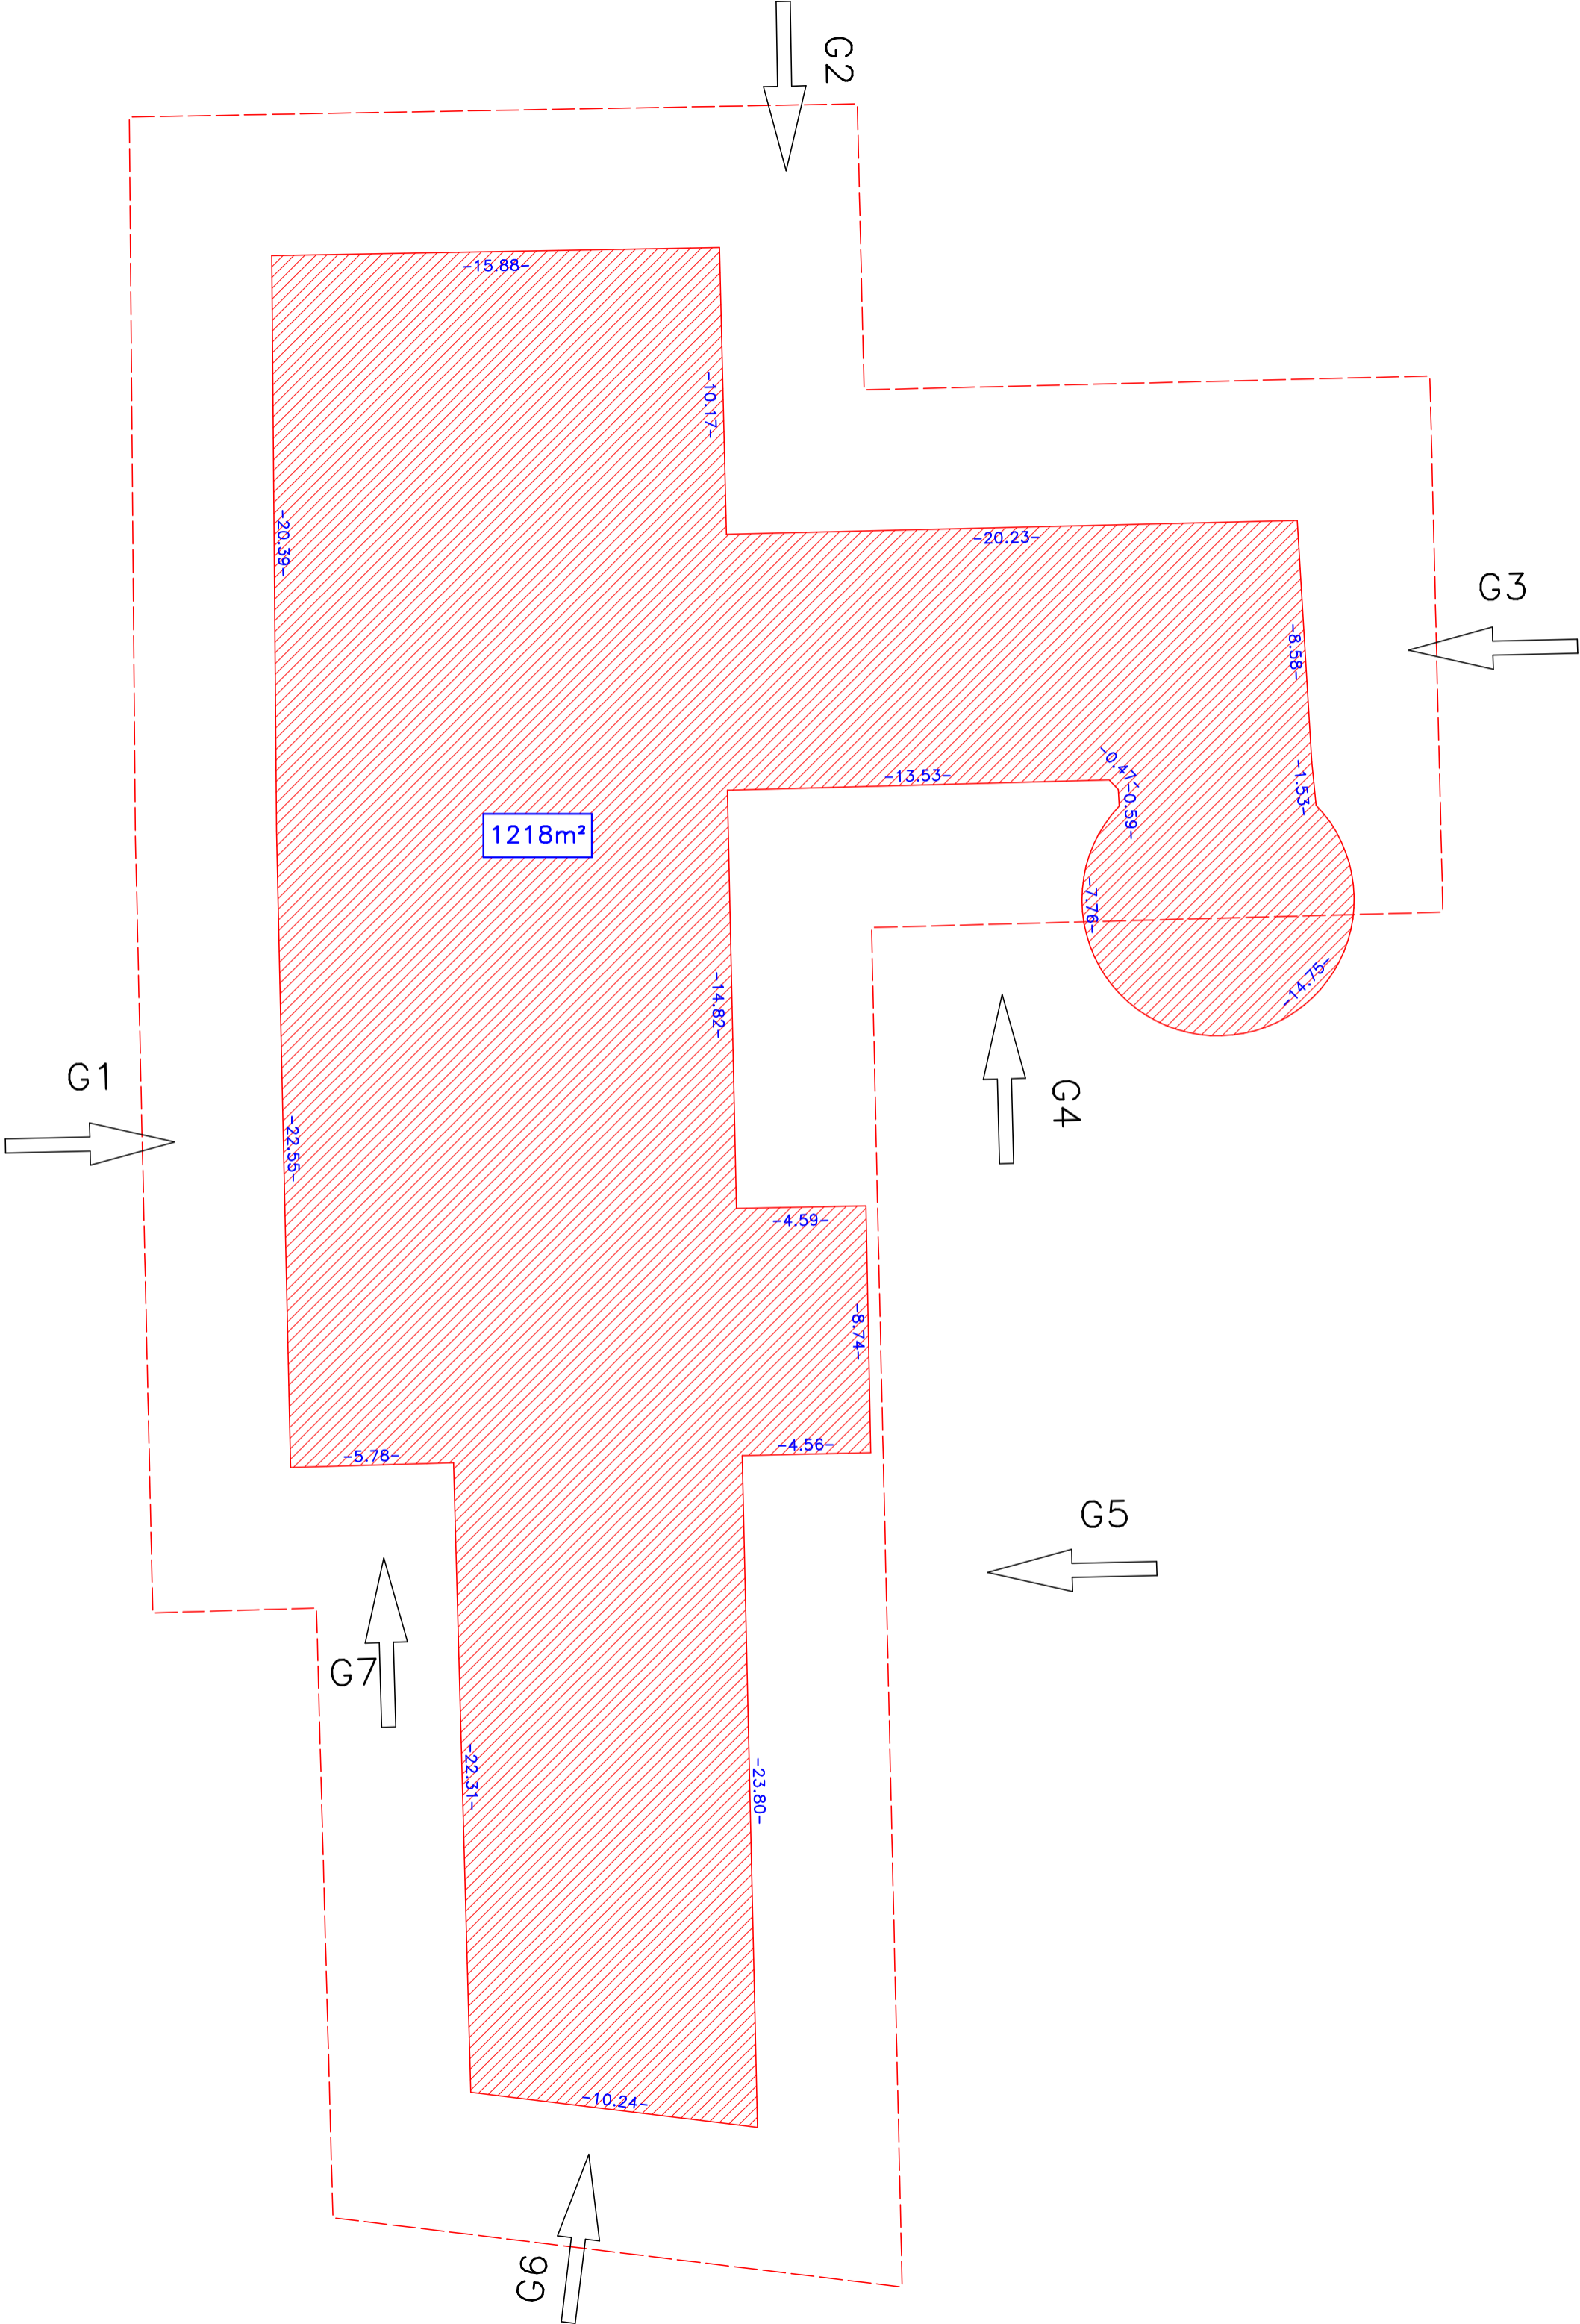 G2
-15.88-
-10.17-
-20.39-
-20.23-
G3
-8.58-
-1.53-
-0.47-
-0.59-
-13.53-
1218m²
-7.76-
-14.75-
-14.82-
G1
G4
-22.55-
-4.59-
-8.74-
-4.56-
-5.78-
G5
G7
-22.31-
-23.80-
-10.24-
G6